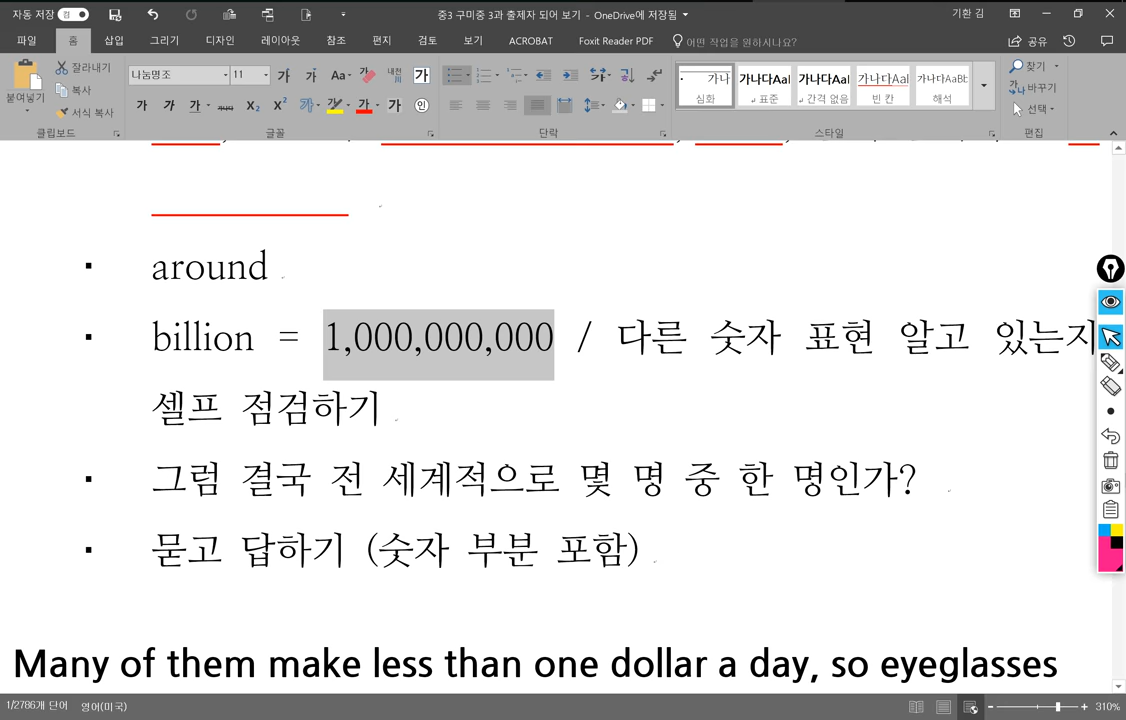 자동 저장 켬 중3 구미중 3과 출제자 되어 보기 - OneDrive에 저장됨 기환 김
파일 홈 삽입 그리기 디자인 레이아웃 참조 편지 검토 보기 ACROBAT Foxit Reader PDF 어떤 작업을 원하시나요? 공유
붙여넣기 잘라내기 복사 서식 복사
나눔명조 11
가나 심화 가나다AaI 표준 가나다AaI 간격 없음 가나다AaI 빈 칸 가나다AaBb 해석
찾기 바꾸기 선택
클립보드 글꼴 단락 스타일 편집
around
billion = 1,000,000,000 / 다른 숫자 표현 알고 있는지
셀프 점검하기
그럼 결국 전 세계적으로 몇 명 중 한 명인가?
묻고 답하기 (숫자 부분 포함)
Many of them make less than one dollar a day, so eyeglasses
1/2786개 단어 영어(미국) 310%